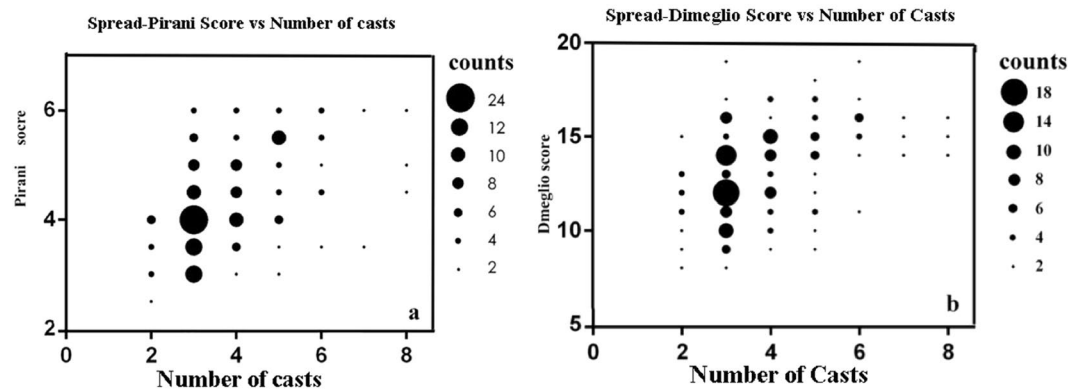 Spread-Pirani Score vs Number of casts
counts
24
12
10
8
6
4
2
Pirani socre
6
4
2
0 2 4 6 8
Number of casts
a
Spread-Dimeglio Score vs Number of Casts
counts
18
14
10
8
6
4
2
Dmeglio score
20
15
10
5
0 2 4 6 8
Number of Casts
b